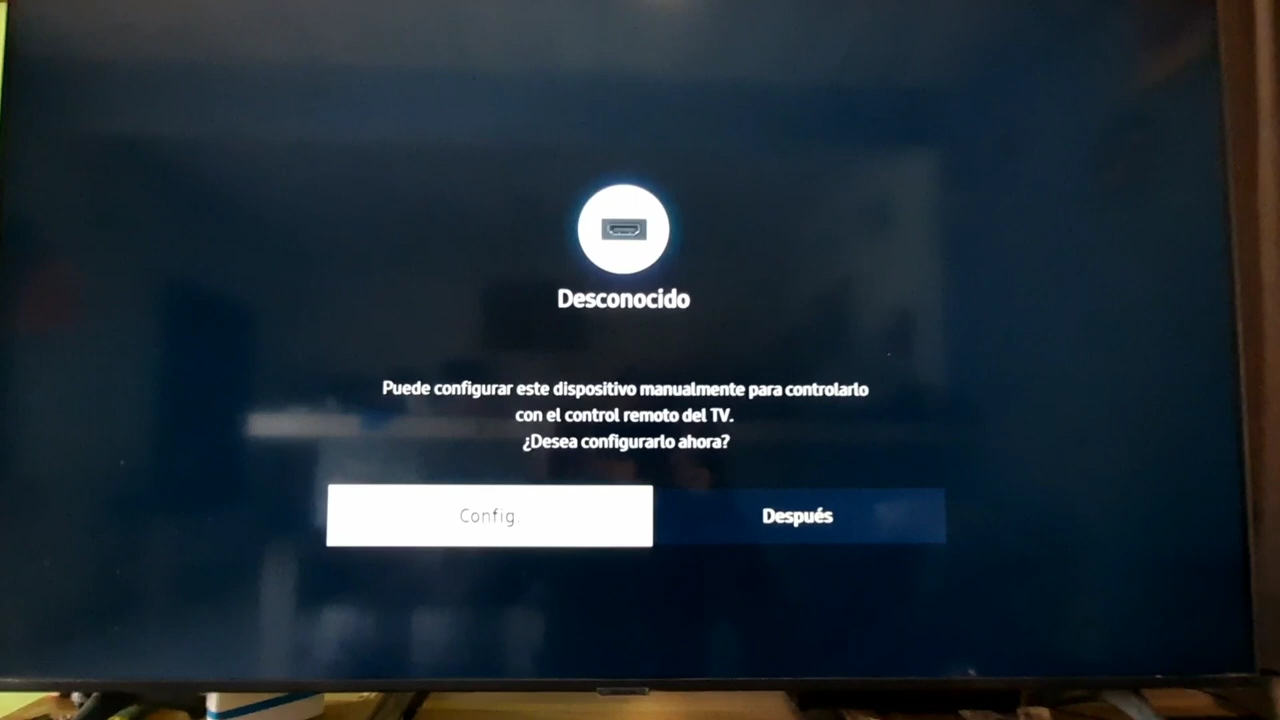 Desconocido
Puede configurar este dispositivo manualmente para controlarlo
con el control remoto del TV.
¿Desea configurarlo ahora?
Config.
Después